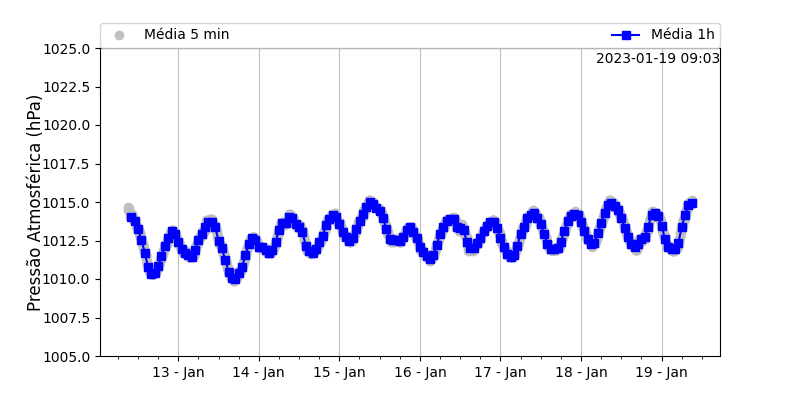 Média 5 min
Média 1h
2023-01-19 09:03
Pressão Atmosférica (hPa)
1025.0
1022.5
1020.0
1017.5
1015.0
1012.5
1010.0
1007.5
1005.0
13 - Jan
14 - Jan
15 - Jan
16 - Jan
17 - Jan
18 - Jan
19 - Jan